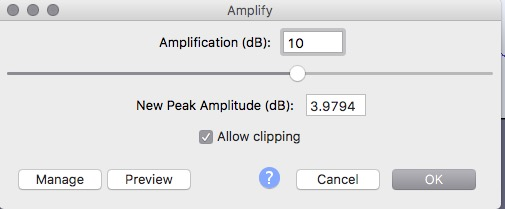 Amplify
Amplification (dB): 10
New Peak Amplitude (dB): 3.9794
Allow clipping
Manage Preview ? Cancel OK